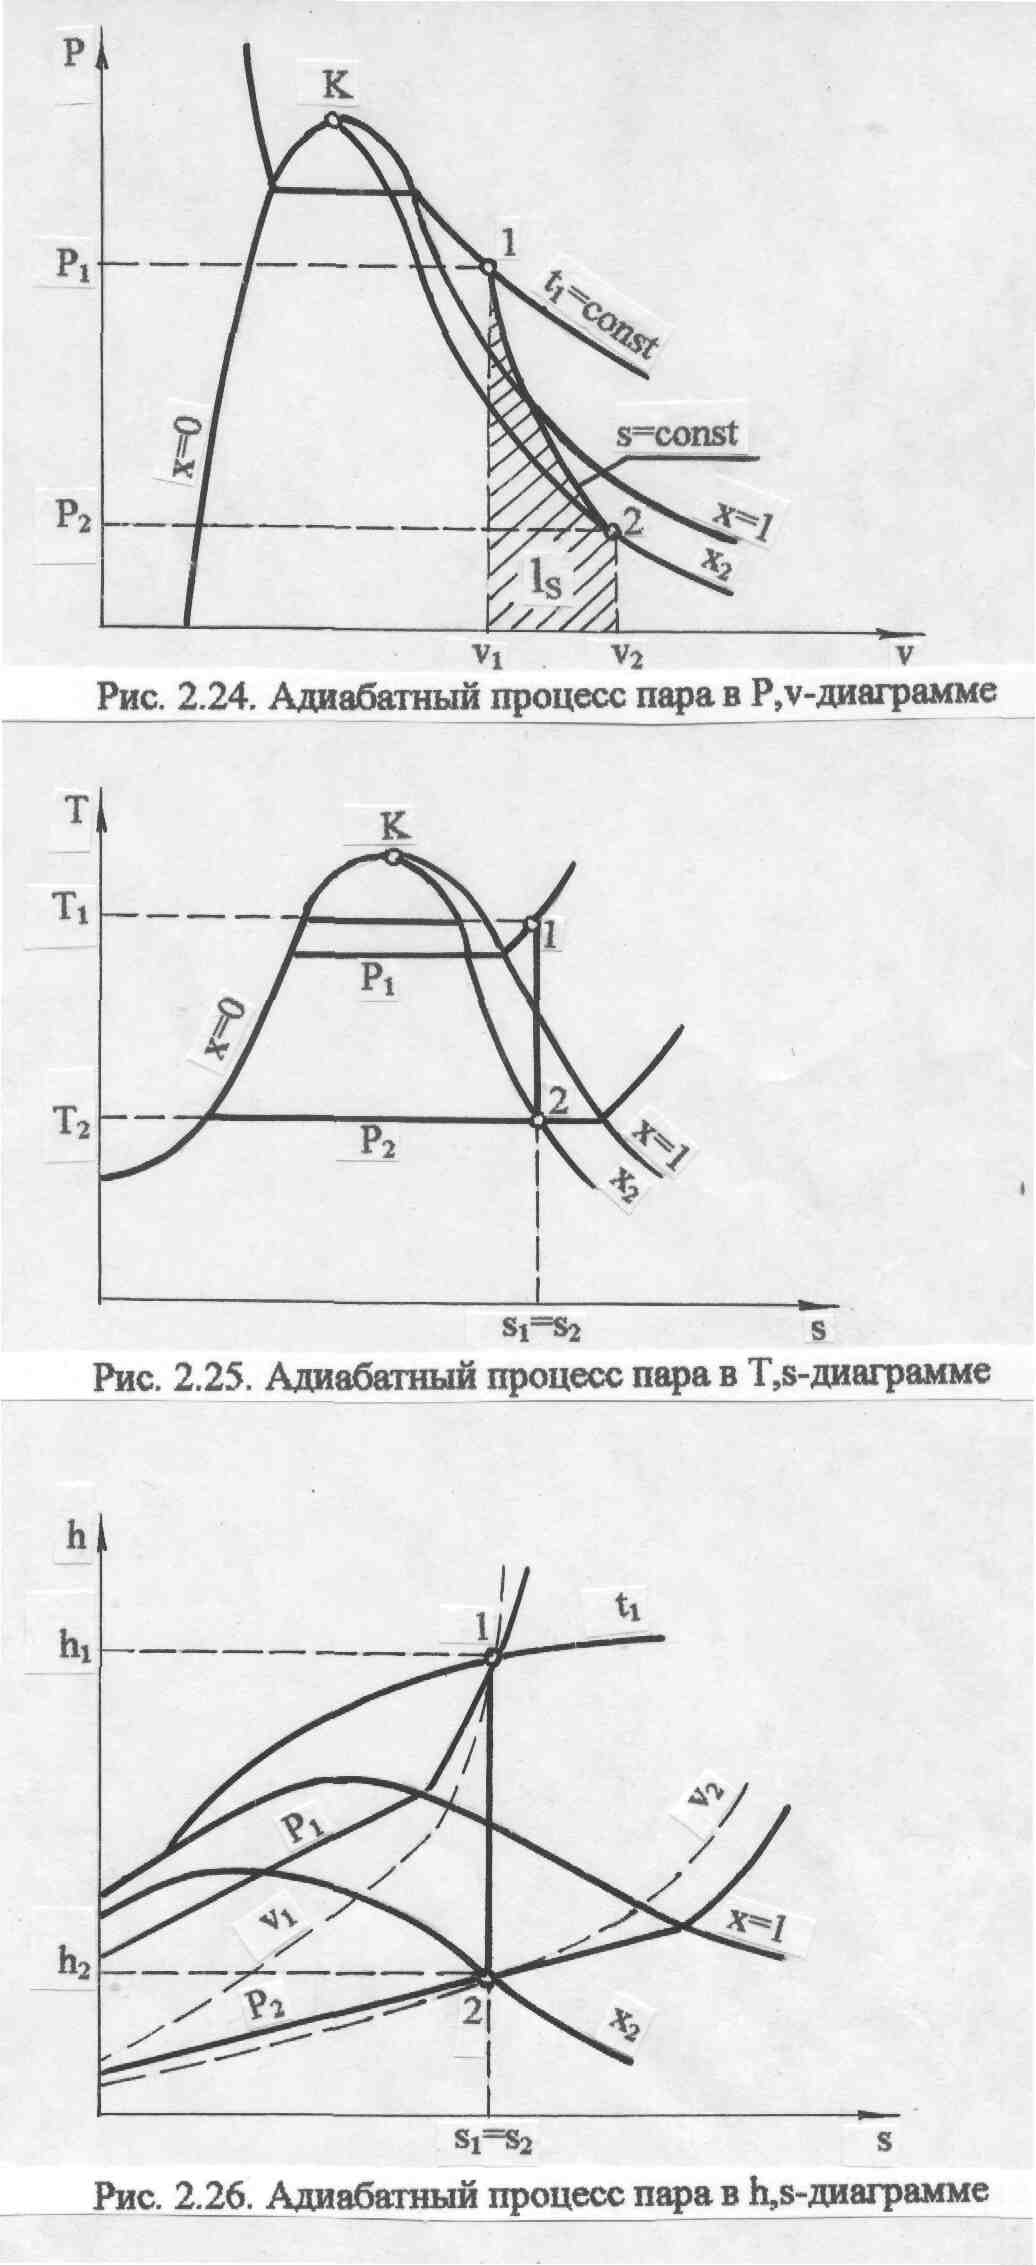 P
K
1
P₁
t₁=const
x=0
s=const
P₂
2
x=1
x₂
lₛ
v₁
v₂
v
Рис. 2.24. Адиабатный процесс пара в P,v-диаграмме
T
K
T₁
1
P₁
x=0
T₂
2
P₂
x=1
x₂
s₁=s₂
s
Рис. 2.25. Адиабатный процесс пара в T,s-диаграмме
h
1
t₁
h₁
v₂
P₁
v₁
x=1
h₂
P₂
2
x₂
s₁=s₂
s
Рис. 2.26. Адиабатный процесс пара в h,s-диаграмме